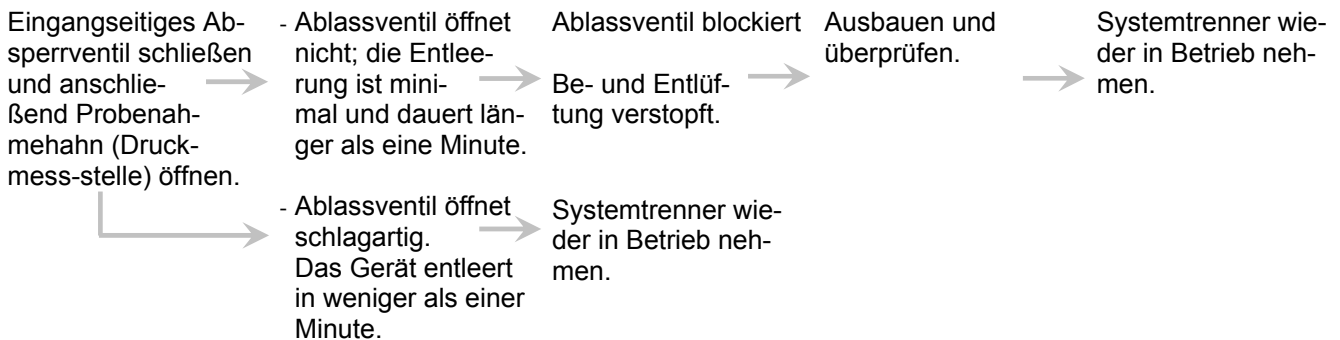 Eingangseitiges Ab-
sperrventil schließen
und anschlie-
ßend Probenah-
mehahn (Druck-
mess-stelle) öffnen.
- Ablassventil öffnet
nicht; die Entlee-
rung ist mini-
mal und dauert län-
ger als eine Minute.
Ablassventil blockiert
Be- und Entlüf-
tung verstopft.
Ausbauen und
überprüfen.
Systemtrenner wie-
der in Betrieb neh-
men.
- Ablassventil öffnet
schlagartig.
Das Gerät entleert
in weniger als einer
Minute.
Systemtrenner wie-
der in Betrieb neh-
men.